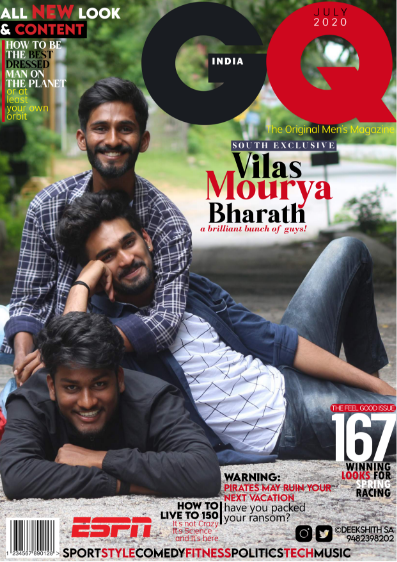 ALL NEW LOOK
& CONTENT
HOW TO BE
THE BEST
DRESSED
MAN ON
THE PLANET
or at
least
your own
orbit
GQ
INDIA
JULY
2020
The Original Men's Magazine
SOUTH EXCLUSIVE
Vilas
Mourya
Bharath
a brilliant bunch of guys!
THE FEEL GOOD ISSUE
167
WINNING
LOOKS FOR
SPRING
RACING
WARNING:
PIRATES MAY RUIN YOUR
NEXT VACATION
have you packed
your ransom?
HOW TO
LIVE TO 150
It's not Crazy
It's Science
and It's here
ESPN
©DEEKSHITH SA
9482398202
SPORTSTYLECOMEDYFITNESSPOLITICSTECHMUSIC